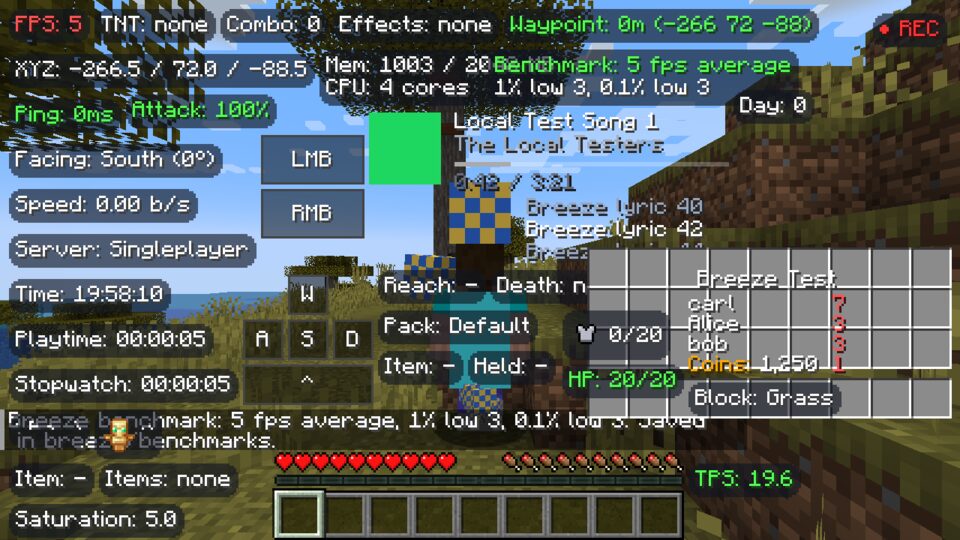 FPS: 5
TNT: none
Combo: 0
Effects: none
Waypoint: 0m (-266 72 -88)
REC
XYZ: -266.5 / 72.0 / -88.5
Mem: 1003 / 20
Benchmark: 5 fps average
CPU: 4 cores
1% low 3, 0.1% low 3
Ping: 0ms
Attack: 100%
Day: 0
Local Test Song 1
The Local Testers
0:42 / 3:21
Facing: South (0°)
LMB
RMB
Speed: 0.00 b/s
Breeze lyric 40
Breeze lyric 42
Breeze lyric
Server: Singleplayer
Time: 19:58:10
W
Reach: -
Death:
Breeze Test
carl 7
Alice 3
bob 3
Coins: 1,250 1
Playtime: 00:00:05
A
S
D
Pack: Default
0/20
Stopwatch: 00:00:05
^
Item: -
Held: -
HP: 20/20
Block: Grass
Breeze benchmark: 5 fps average, 1% low 3, 0.1% low 3. Saved
in breeze benchmarks.
Item: -
Items: none
TPS: 19.6
Saturation: 5.0